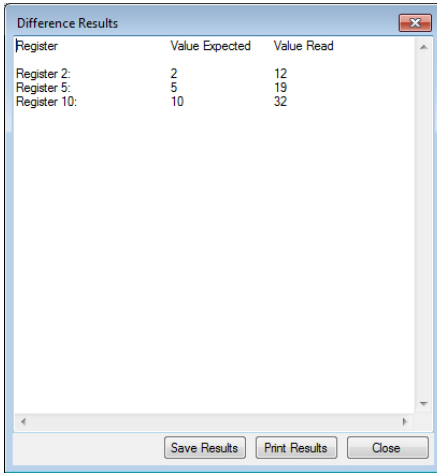 Difference Results
Register Value Expected Value Read
Register 2: 2 12
Register 5: 5 19
Register 10: 10 32
Save Results Print Results Close